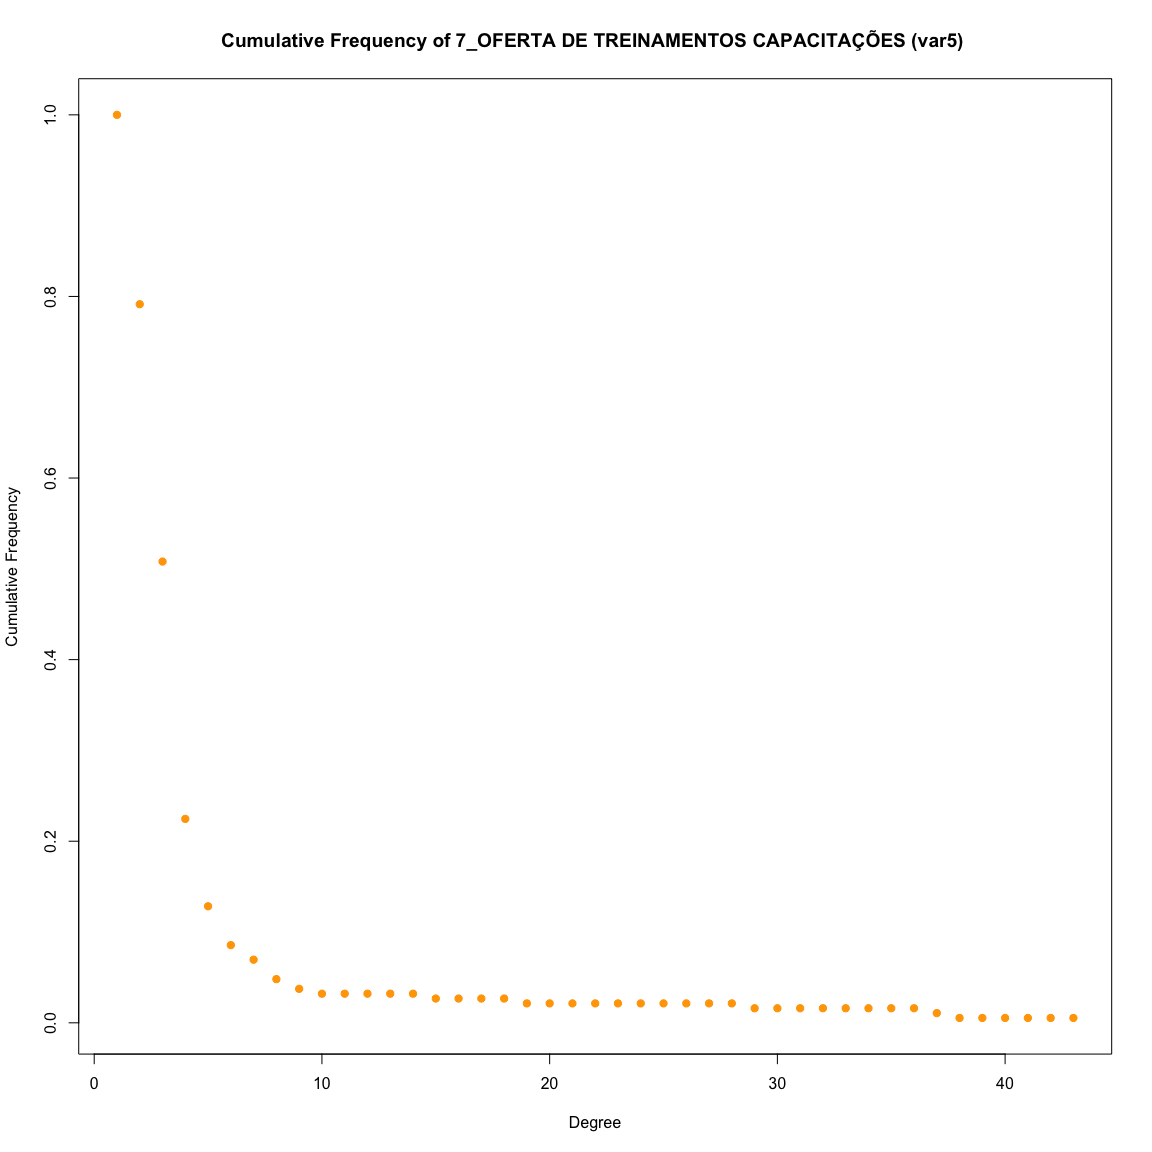 Cumulative Frequency of 7_OFERTA DE TREINAMENTOS CAPACITAÇÕES (var5)
Cumulative Frequency
1.0
0.8
0.6
0.4
0.2
0.0
0 10 20 30 40
Degree